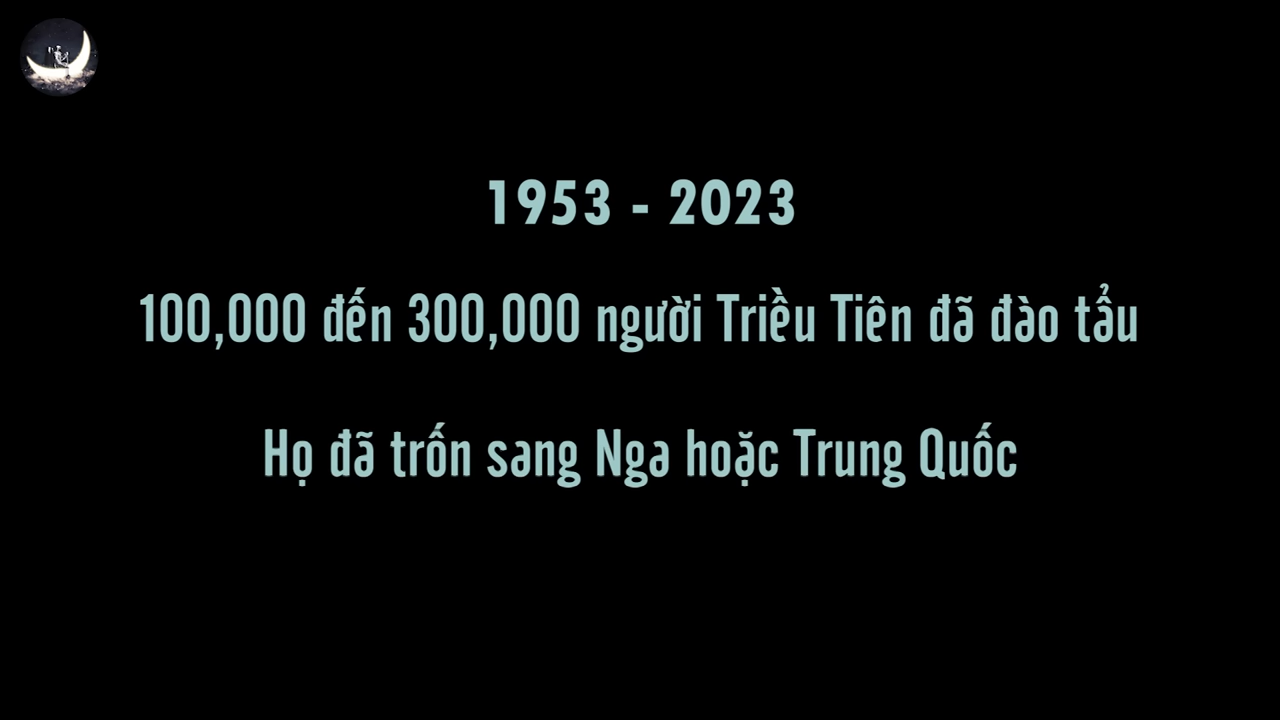 1953 - 2023
100,000 đến 300,000 người Triều Tiên đã đào tẩu
Họ đã trốn sang Nga hoặc Trung Quốc